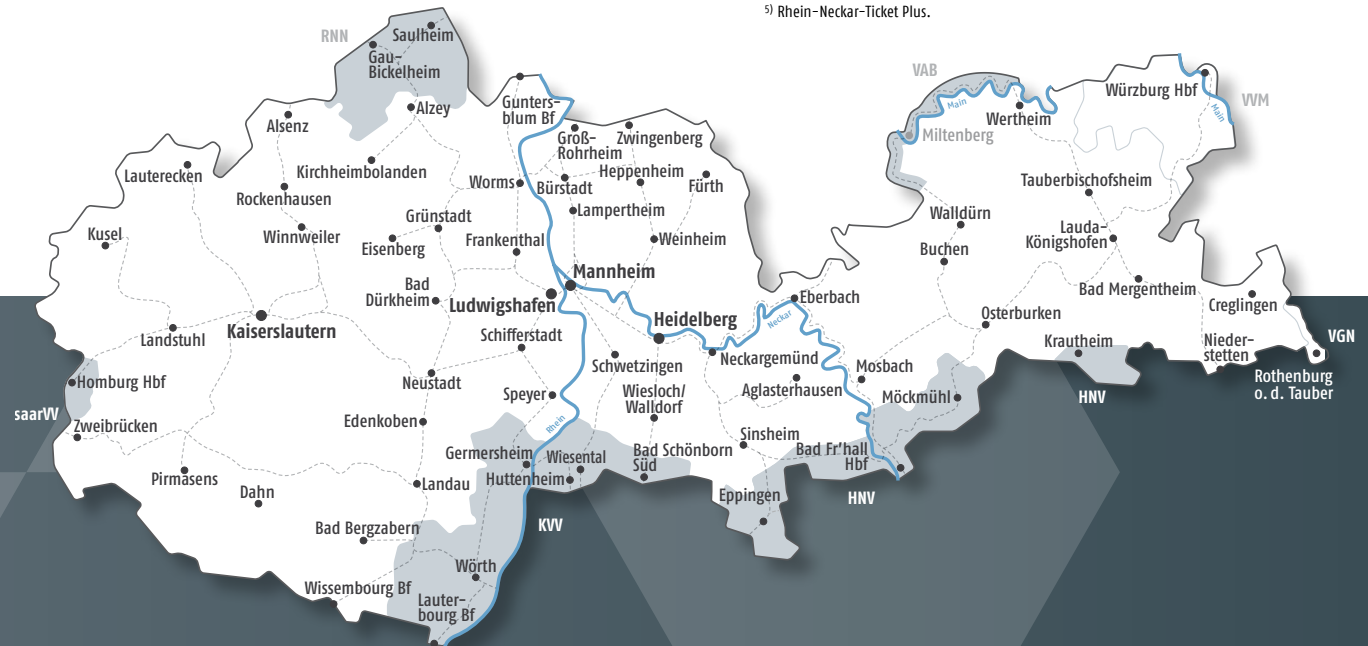 5) Rhein-Neckar-Ticket Plus.
RNN
Saulheim
Gau-
Bickelheim
Alzey
Alsenz
Kirchheimbolanden
Lauterecken
Rockenhausen
Kusel
Winnweiler
Grünstadt
Eisenberg
Bad
Dürkheim
Kaiserslautern
Landstuhl
Homburg Hbf
saarVV
Zweibrücken
Pirmasens
Dahn
Neustadt
Edenkoben
Landau
Bad Bergzabern
Wissembourg Bf
Lauter-
bourg Bf
Wörth
Gunters-
blum Bf
Groß-
Rohrheim
Zwingenberg
Worms
Bürstadt
Heppenheim
Fürth
Lampertheim
Frankenthal
Weinheim
Mannheim
Ludwigshafen
Schifferstadt
Heidelberg
Schwetzingen
Speyer
Wiesloch/
Walldorf
Rhein
Germersheim
Wiesental
Huttenheim
Bad Schönborn
Süd
KVV
Neckargemünd
Neckar
Eberbach
Aglasterhausen
Mosbach
Sinsheim
Bad Fr'hall
Hbf
Eppingen
HNV
Möckmühl
VAB
Main
Miltenberg
Wertheim
Würzburg Hbf
Main
VVM
Tauberbischofsheim
Walldürn
Lauda-
Königshofen
Buchen
Bad Mergentheim
Osterburken
Krautheim
HNV
Creglingen
Nieder-
stetten
VGN
Rothenburg
o. d. Tauber